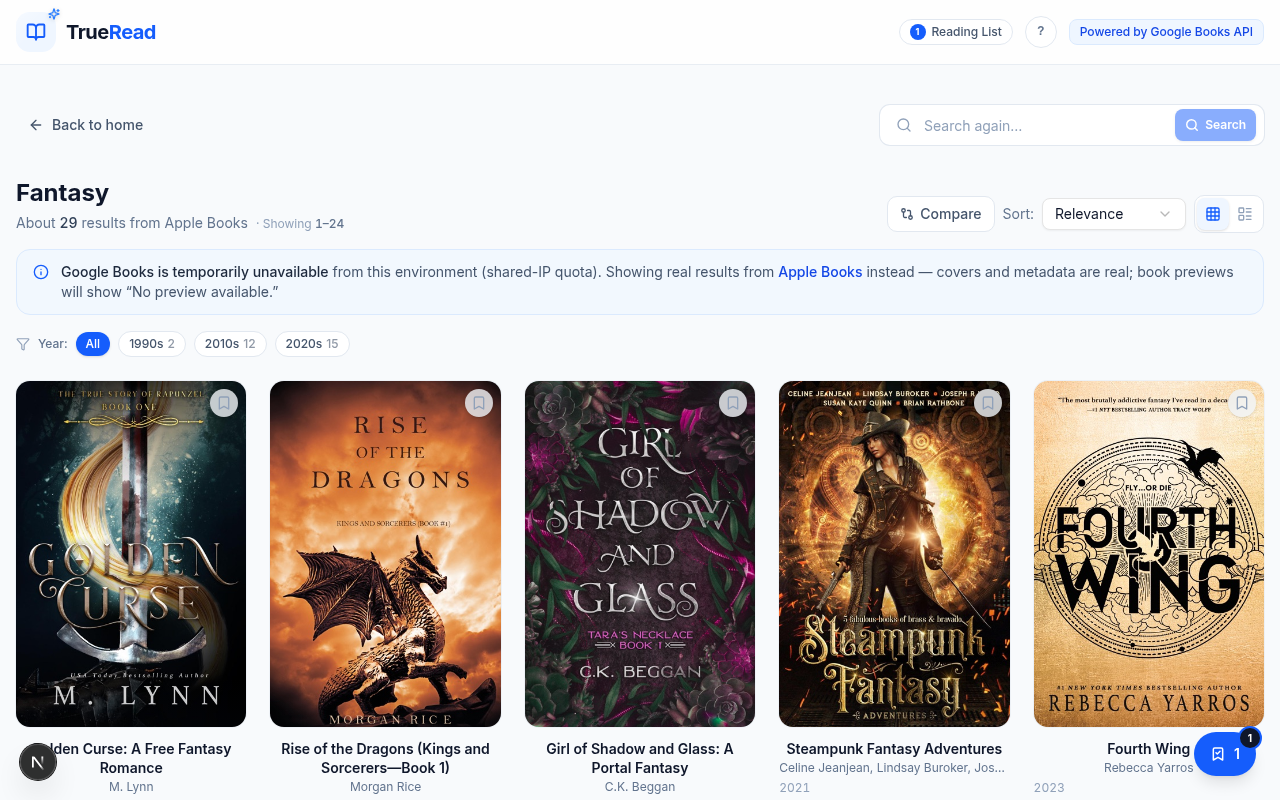 TrueRead
1 Reading List
?
Powered by Google Books API
Back to home
Search again...
Search
Fantasy
About 29 results from Apple Books · Showing 1–24
Compare
Sort:
Relevance
Google Books is temporarily unavailable from this environment (shared-IP quota). Showing real results from Apple Books instead — covers and metadata are real; book previews
will show “No preview available.”
Year:
All
1990s 2
2010s 12
2020s 15
THE TRUE STORY OF RAPUNZEL
BOOK ONE
GOLDEN
CURSE
USA Today Bestselling Author
M. LYNN
RISE
OF THE
DRAGONS
KINGS AND SORCERERS (BOOK #1)
MORGAN RICE
GIRL
OF
SHADOW
AND
GLASS
TARA'S NECKLACE
BOOK 1
C.K. BEGGAN
CELINE JEANJEAN LINDSAY BUROKER JOSEPH
SUSAN KAYE QUINN BRIAN RATHBONE
5 fabulous books of brass & bravado
Steampunk
Fantasy
ADVENTURES
“The most brutally addictive fantasy I've read in a
—#1 NYT BESTSELLING AUTHOR TRACY WOLFF
FLY...OR DIE
FOURTH
WING
#1 NEW YORK TIMES BESTSELLING AUTHOR
REBECCA YARROS
lden Curse: A Free Fantasy
Romance
M. Lynn
Rise of the Dragons (Kings and
Sorcerers—Book 1)
Morgan Rice
Girl of Shadow and Glass: A
Portal Fantasy
C.K. Beggan
Steampunk Fantasy Adventures
Celine Jeanjean, Lindsay Buroker, Jos...
2021
Fourth Wing
Rebecca Yarros
2023
N
1
1